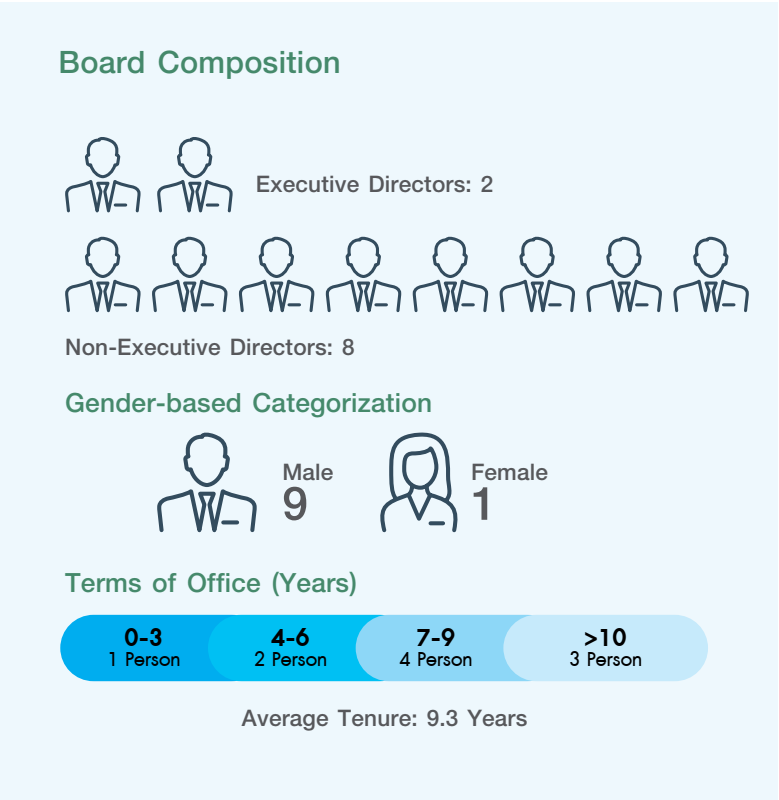 Board Composition
Executive Directors: 2
Non-Executive Directors: 8
Gender-based Categorization
Male
9
Female
1
Terms of Office (Years)
0-3
1 Person
4-6
2 Person
7-9
4 Person
>10
3 Person
Average Tenure: 9.3 Years